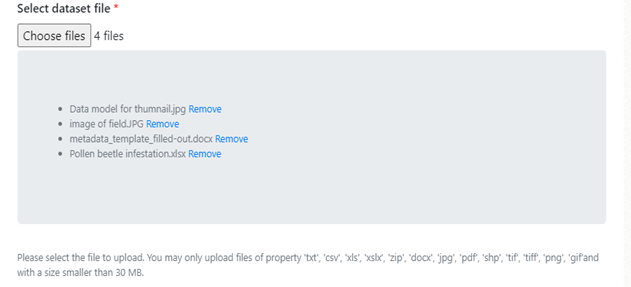 Select dataset file *
Choose files 4 files
Data model for thumnail.jpg Remove
image of field.JPG Remove
metadata_template_filled-out.docx Remove
Pollen beetle infestation.xlsx Remove
Please select the file to upload. You may only upload files of property 'txt', 'csv', 'xls', 'xslx', 'zip', 'docx', 'jpg', 'pdf', 'shp', 'tif', 'tiff', 'png', 'gif'and
with a size smaller than 30 MB.